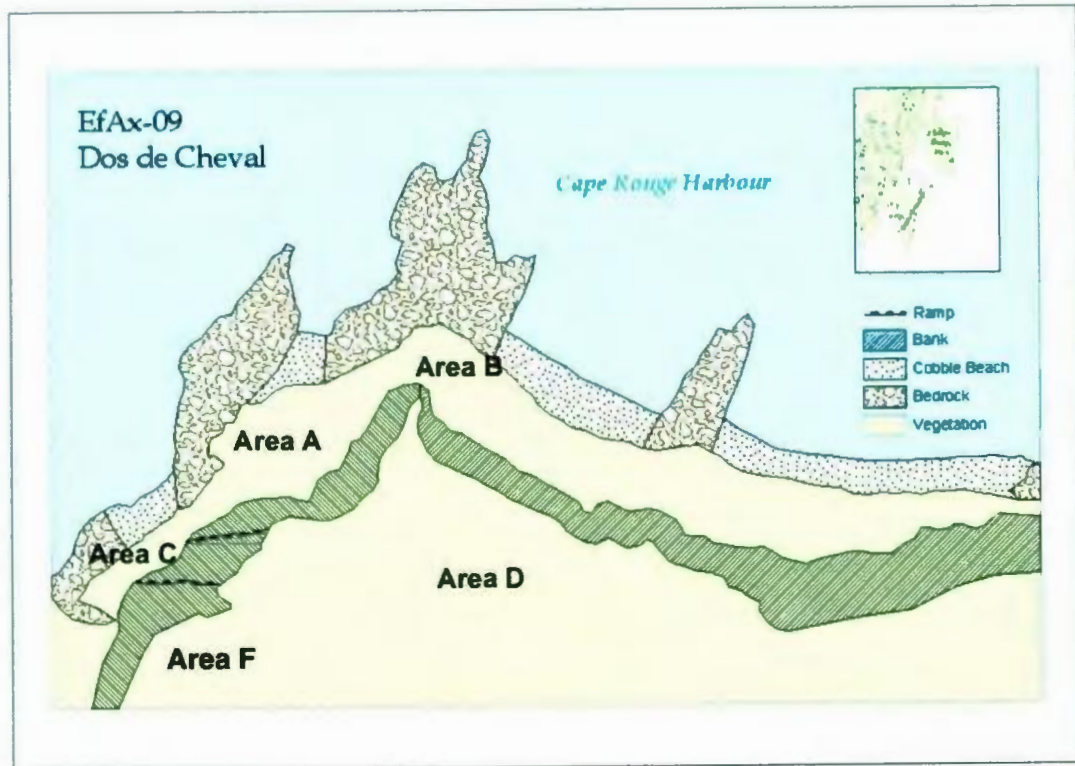 EfAx-09
Dos de Cheval
Cape Rouge Harbour
Ramp
Bank
Cobble Beach
Bedrock
Vegetation
Area B
Area A
Area C
Area D
Area F